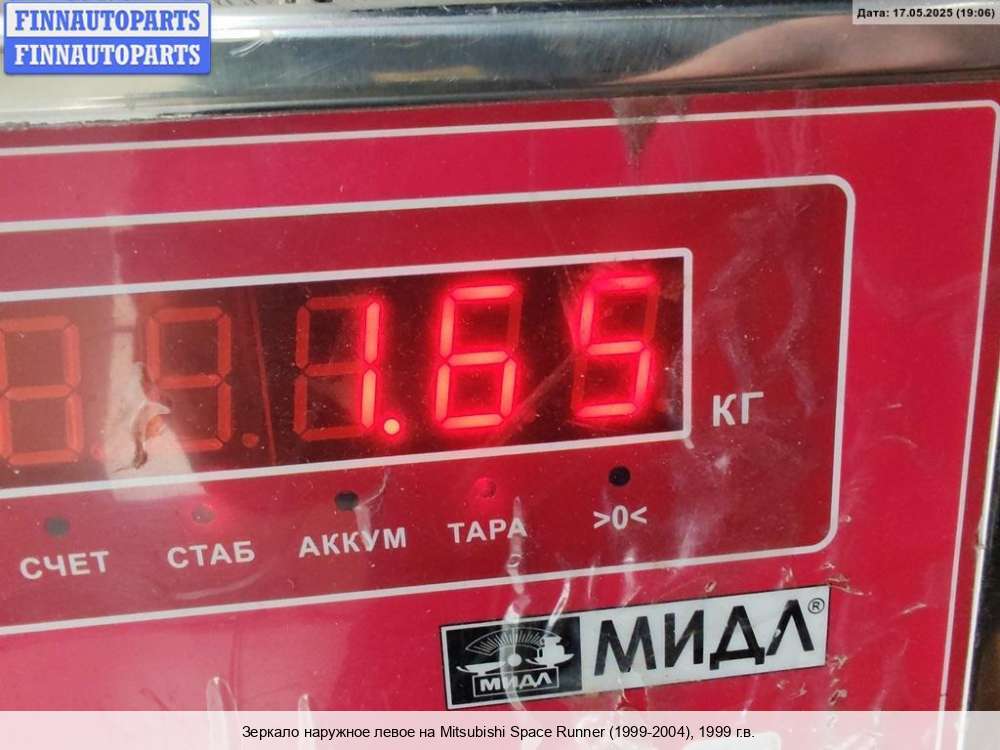 FINNAUTOPARTS
FINNAUTOPARTS
Дата: 17.05.2025 (19:06)
1.65
КГ
СЧЕТ СТАБ АККУМ ТАРА >0<
МИДЛ МИДЛ®
Зеркало наружное левое на Mitsubishi Space Runner (1999-2004), 1999 г.в.